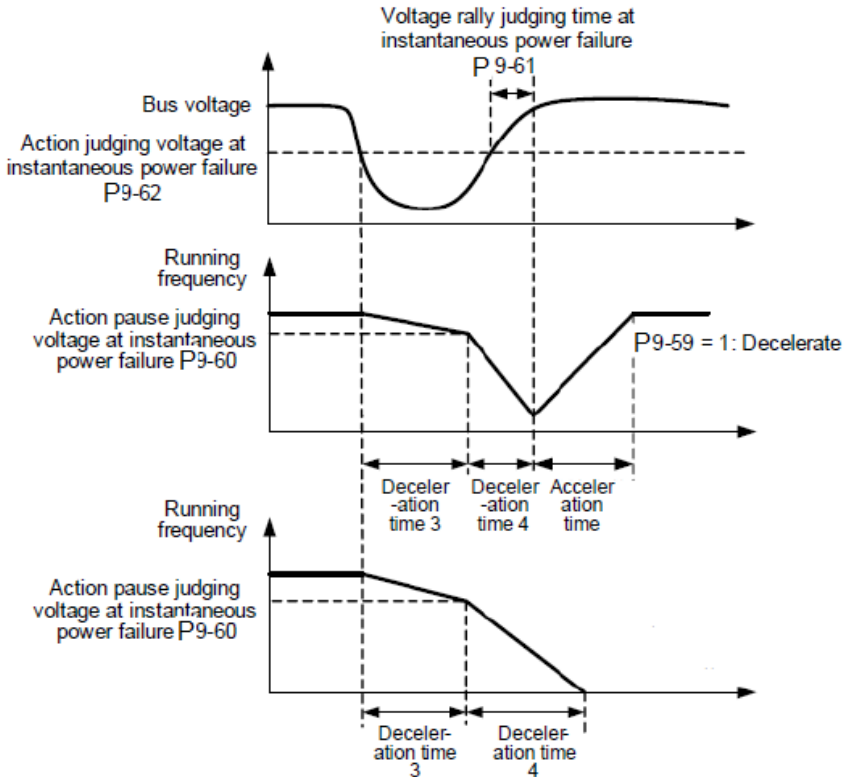 Voltage rally judging time at
instantaneous power failure
P 9-61
Bus voltage
Action judging voltage at
instantaneous power failure
P9-62
Running
frequency
Action pause judging
voltage at instantaneous
power failure P9-60
P9-59 = 1: Decelerate
Deceler
-ation
time 3
Deceler
-ation
time 4
Acceler
ation
time
Running
frequency
Action pause judging
voltage at instantaneous
power failure P9-60
Deceler-
ation time
3
Deceler-
ation time
4